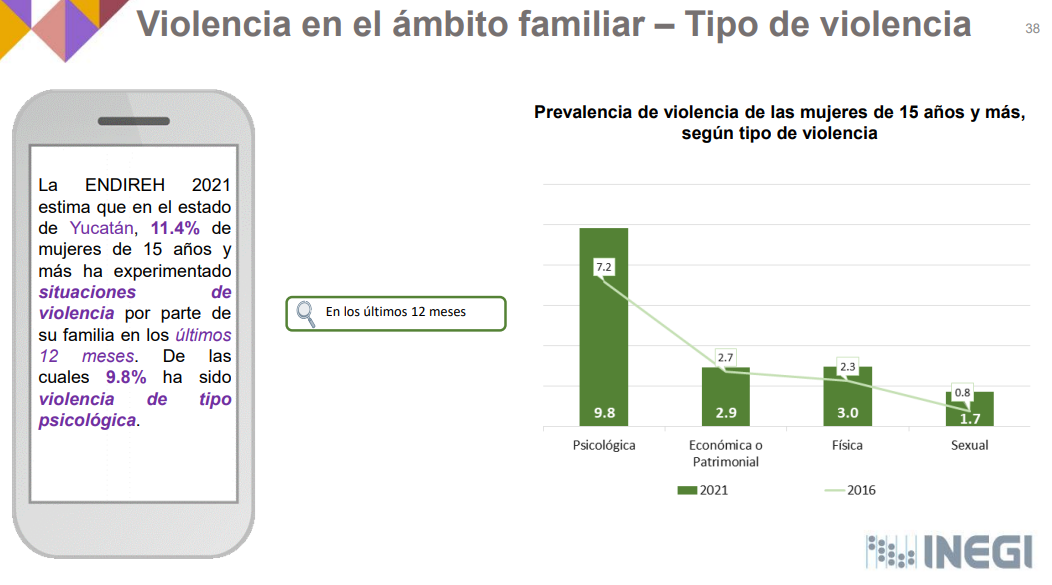 Violencia en el ámbito familiar – Tipo de violencia
38
La ENDIREH 2021
estima que en el estado
de Yucatán, 11.4% de
mujeres de 15 años y
más ha experimentado
situaciones de
violencia por parte de
su familia en los últimos
12 meses. De las
cuales 9.8% ha sido
violencia de tipo
psicológica.
En los últimos 12 meses
Prevalencia de violencia de las mujeres de 15 años y más,
según tipo de violencia
7.2
2.7
2.3
0.8
9.8
2.9
3.0
1.7
Psicológica
Económica o
Patrimonial
Física
Sexual
2021
2016
INEGI